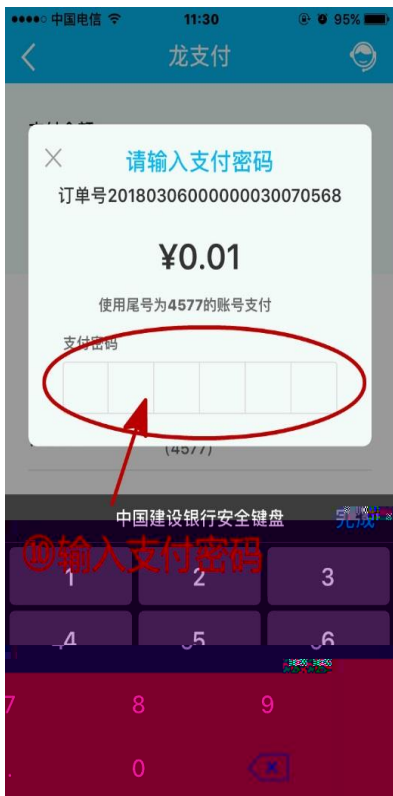 中国电信 11:30 95%
龙支付
请输入支付密码
订单号20180306000000030070568
¥0.01
使用尾号为4577的账号支付
支付密码
(4577)
中国建设银行安全键盘 完成
⑩输入支付密码
1 2 3
4 5 6
7 8 9
. 0